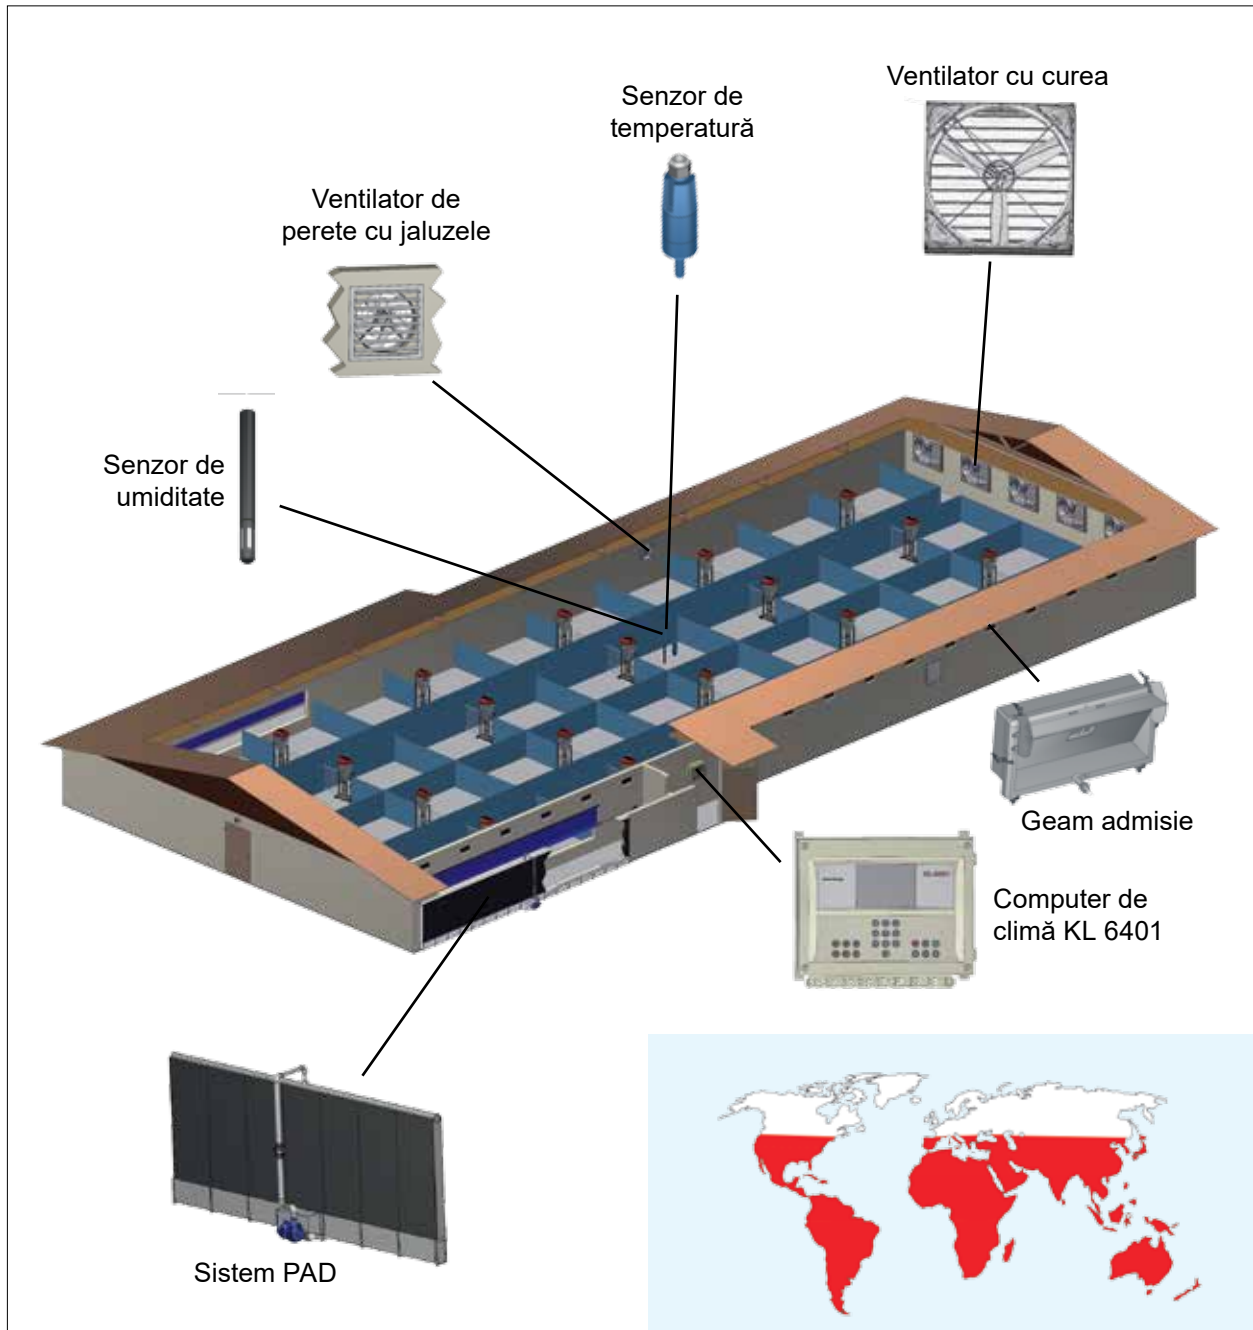 Ventilator cu curea
Senzor de
temperatură
Ventilator de
perete cu jaluzele
Senzor de
umiditate
Geam admisie
Computer de
climă KL 6401
Sistem PAD